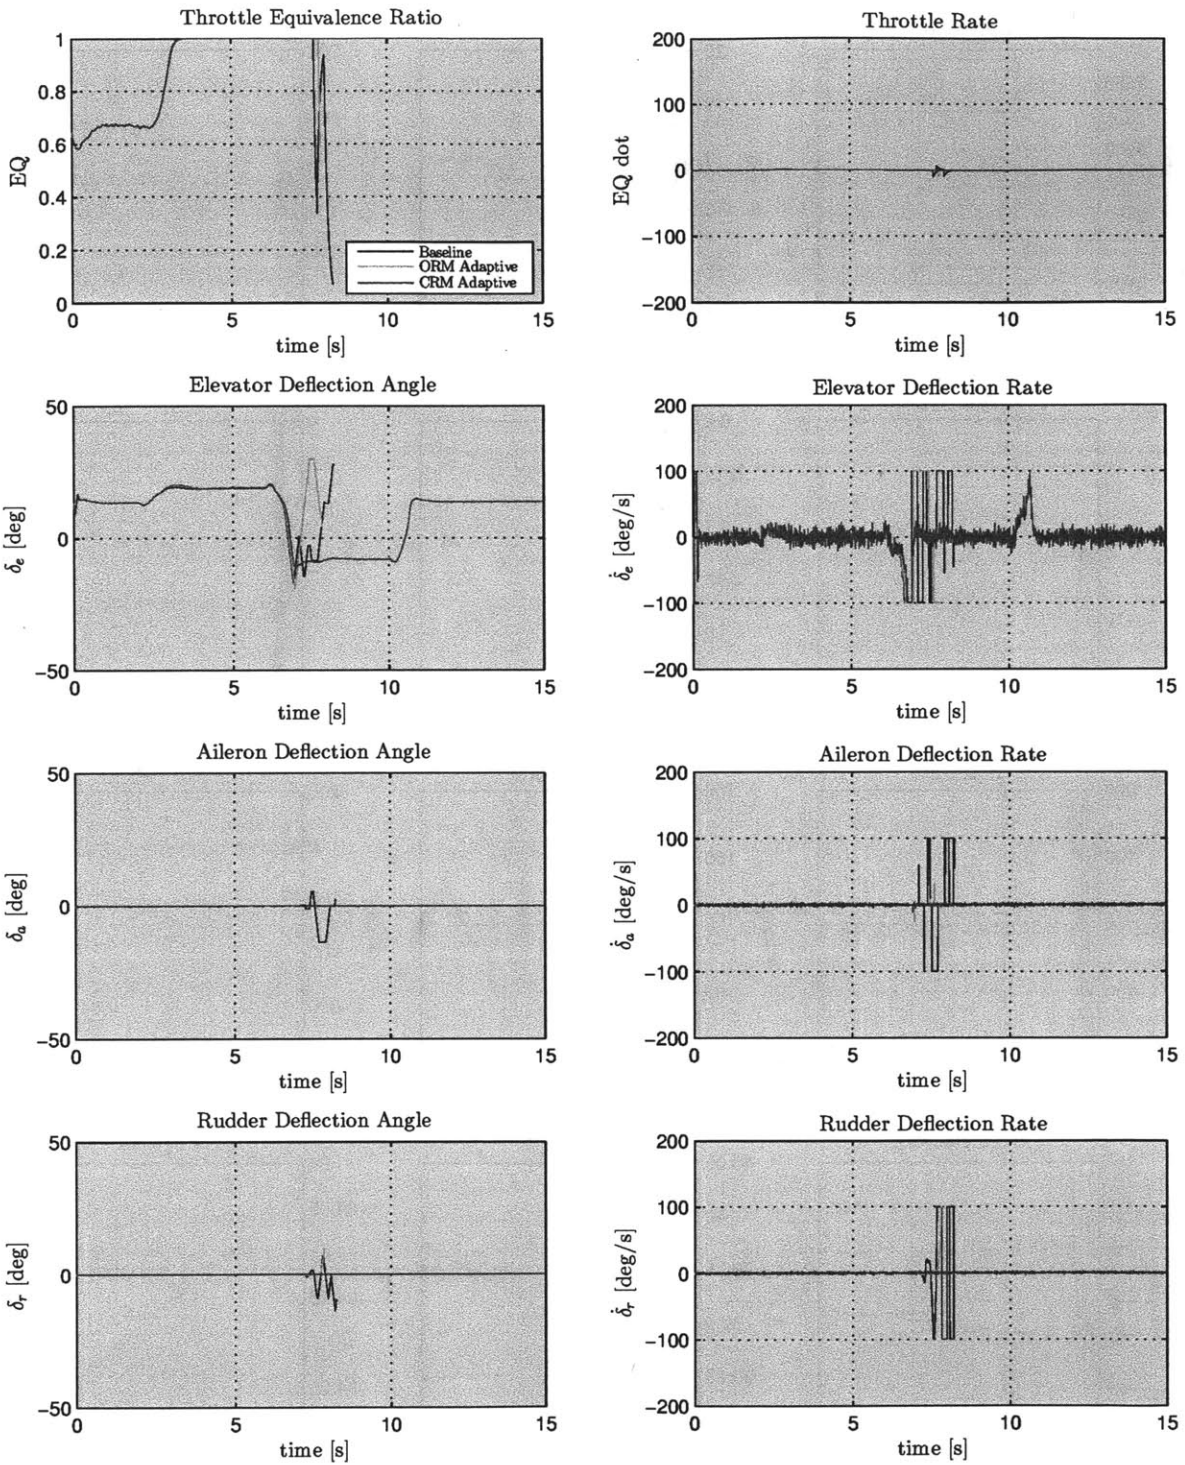 Throttle Equivalence Ratio
EQ
1
0.8
0.6
0.4
0.2
0
Baseline
ORM Adaptive
CRM Adaptive
0 5 10 15
time [s]
Throttle Rate
EQ dot
200
100
0
−100
−200
0 5 10 15
time [s]
Elevator Deflection Angle
δe [deg]
50
0
−50
0 5 10 15
time [s]
Elevator Deflection Rate
δ̇e [deg/s]
200
100
0
−100
−200
0 5 10 15
time [s]
Aileron Deflection Angle
δa [deg]
50
0
−50
0 5 10 15
time [s]
Aileron Deflection Rate
δ̇a [deg/s]
200
100
0
−100
−200
0 5 10 15
time [s]
Rudder Deflection Angle
δr [deg]
50
0
−50
0 5 10 15
time [s]
Rudder Deflection Rate
δ̇r [deg/s]
200
100
0
−100
−200
0 5 10 15
time [s]